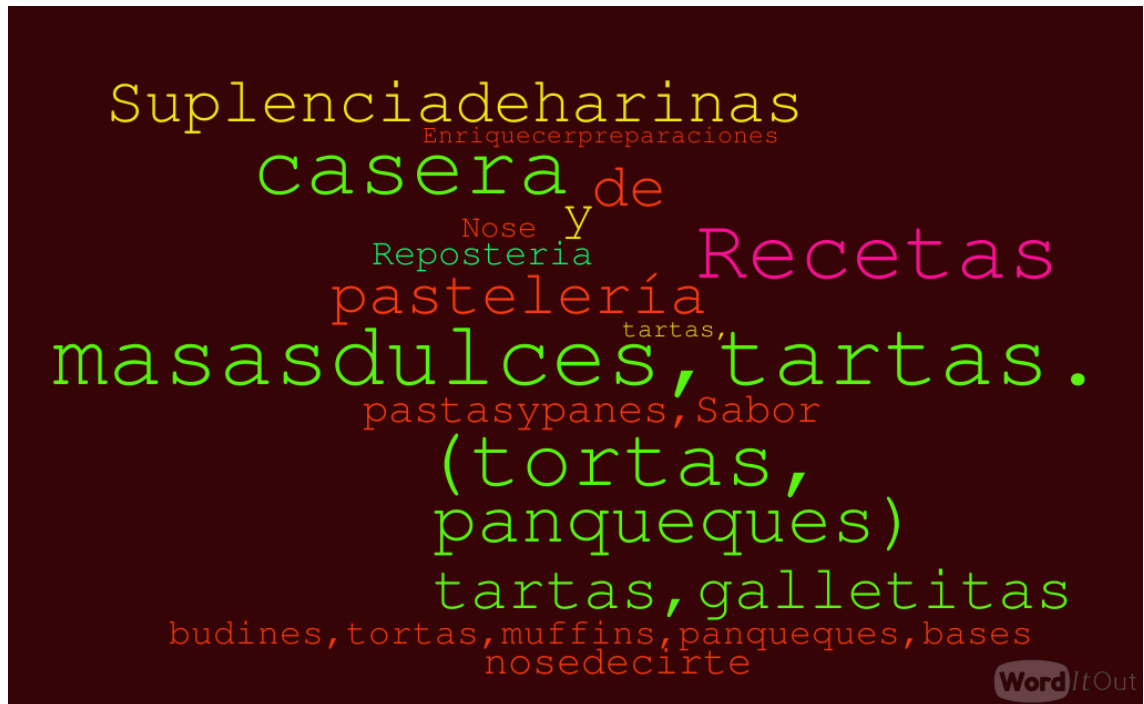 Suplenciadeharinas
Enriquecerpreparaciones
casera de
y
Nose
Reposteria
Recetas
pastelería
tartas,
masasdulces,tartas.
pastasypanes,Sabor
(tortas,
panqueques)
tartas,galletitas
budines,tortas,muffins,panqueques,bases
nosedecirte
WordItOut